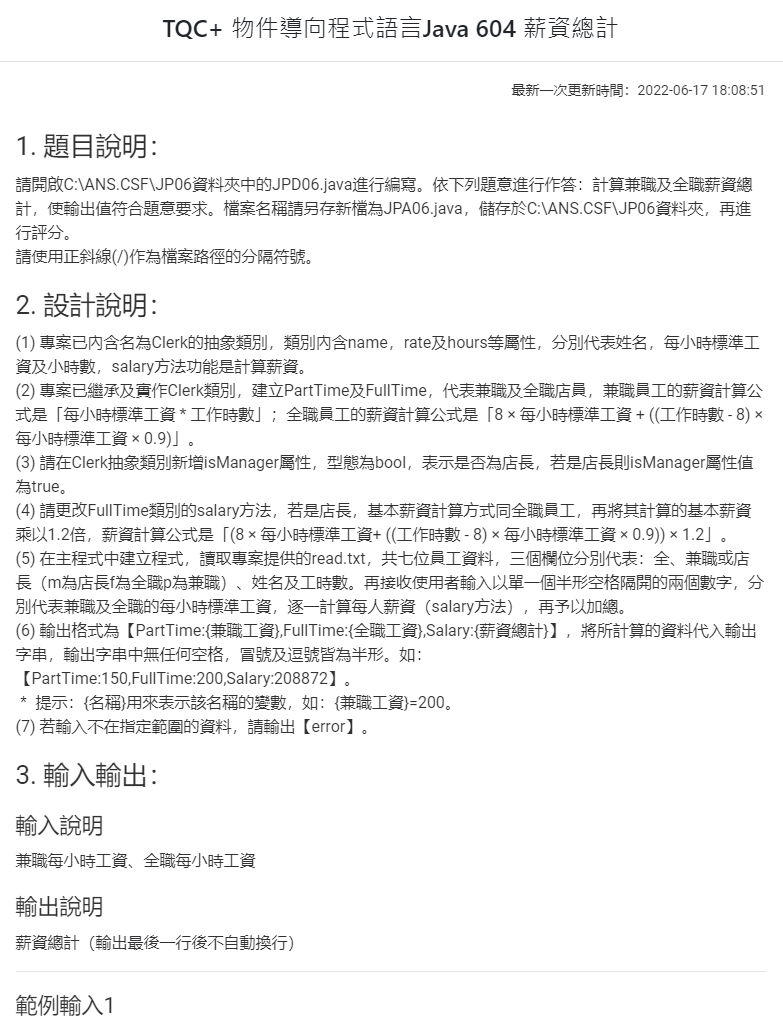 TQC+ 物件導向程式語言Java 604 薪資總計
最新一次更新時間：2022-06-17 18:08:51
1. 題目說明：
請開啟C:\ANS.CSF\JP06資料夾中的JPD06.java進行編寫。依下列題意進行作答：計算兼職及全職薪資總
計，使輸出值符合題意要求。檔案名稱請另存新檔為JPA06.java，儲存於C:\ANS.CSF\JP06資料夾，再進
行評分。
請使用正斜線(/)作為檔案路徑的分隔符號。
2. 設計說明：
(1) 專案已內含名為Clerk的抽象類別，類別內含name，rate及hours等屬性，分別代表姓名，每小時標準工
資及小時數，salary方法功能是計算薪資。
(2) 專案已繼承及實作Clerk類別，建立PartTime及FullTime，代表兼職及全職店員，兼職員工的薪資計算公
式是「每小時標準工資 * 工作時數」；全職員工的薪資計算公式是「8 × 每小時標準工資 + ((工作時數 - 8) ×
每小時標準工資 × 0.9)」。
(3) 請在Clerk抽象類別新增isManager屬性，型態為bool，表示是否為店長，若是店長則isManager屬性值
為true。
(4) 請更改FullTime類別的salary方法，若是店長，基本薪資計算方式同全職員工，再將其計算的基本薪資
乘以1.2倍，薪資計算公式是「(8 × 每小時標準工資+ ((工作時數 - 8) × 每小時標準工資 × 0.9)) × 1.2」。
(5) 在主程式中建立程式，讀取專案提供的read.txt，共七位員工資料，三個欄位分別代表：全、兼職或店
長（m為店長f為全職p為兼職）、姓名及工時數。再接收使用者輸入以單一個半形空格隔開的兩個數字，分
別代表兼職及全職的每小時標準工資，逐一計算每人薪資（salary方法），再予以加總。
(6) 輸出格式為【PartTime:{兼職工資},FullTime:{全職工資},Salary:{薪資總計}】，將所計算的資料代入輸出
字串，輸出字串中無任何空格，冒號及逗號皆為半形。如：
【PartTime:150,FullTime:200,Salary:208872】。
* 提示：{名稱}用來表示該名稱的變數，如：{兼職工資}=200。
(7) 若輸入不在指定範圍的資料，請輸出【error】。
3. 輸入輸出：
輸入說明
兼職每小時工資、全職每小時工資
輸出說明
薪資總計（輸出最後一行後不自動換行）
範例輸入1